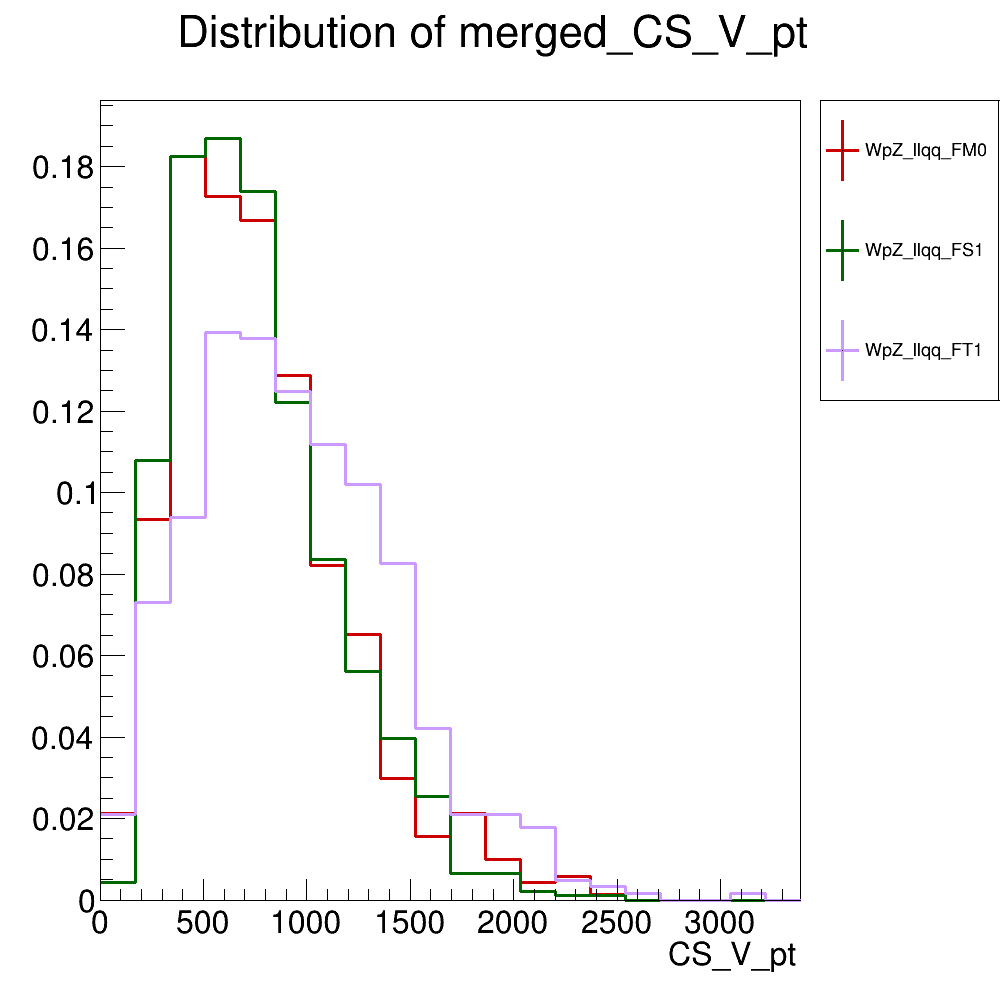 Distribution of merged_CS_V_pt
WpZ_llqq_FM0
WpZ_llqq_FS1
WpZ_llqq_FT1
0.18
0.16
0.14
0.12
0.1
0.08
0.06
0.04
0.02
0
0 500 1000 1500 2000 2500 3000
CS_V_pt